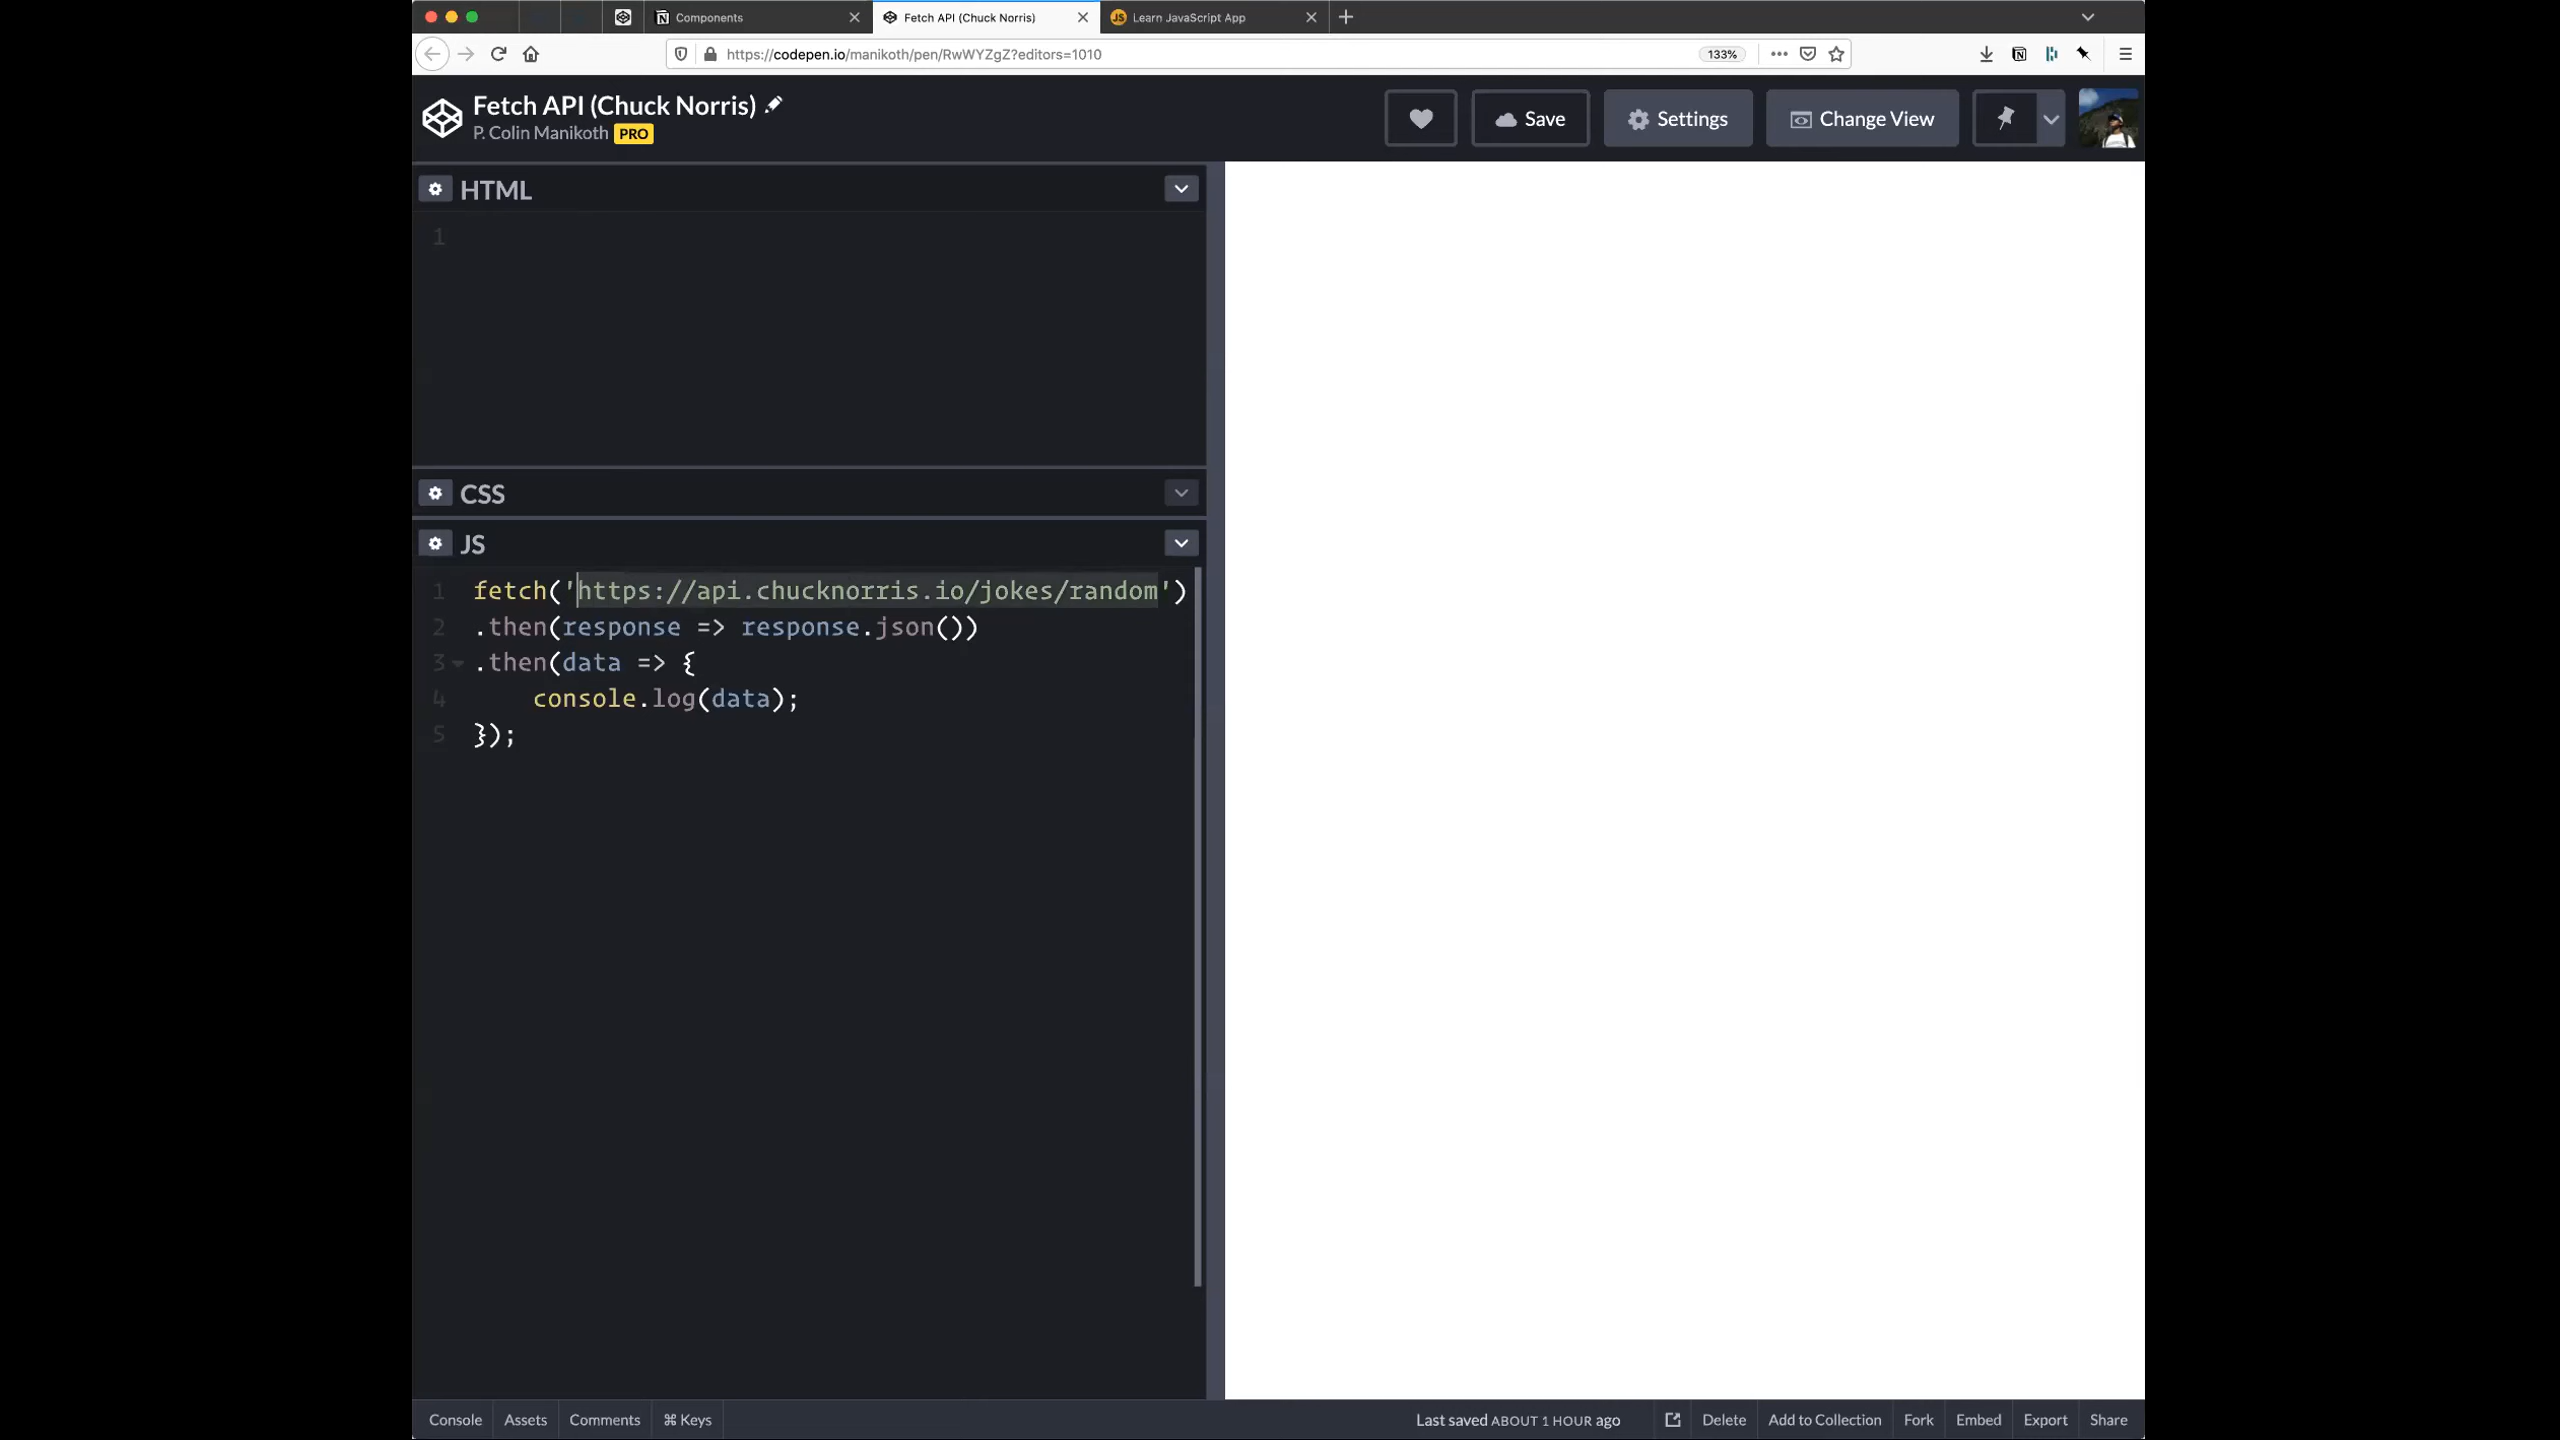 Components
Fetch API (Chuck Norris)
JS Learn JavaScript App
https://codepen.io/manikoth/pen/RwWYZgZ?editors=1010
133%
Fetch API (Chuck Norris)
P. Colin Manikoth PRO
Save
Settings
Change View
HTML
1
CSS
JS
1 fetch('https://api.chucknorris.io/jokes/random')
2 .then(response => response.json())
3 .then(data => {
4 console.log(data);
5 });
Console Assets Comments ⌘ Keys
Last saved ABOUT 1 HOUR ago Delete Add to Collection Fork Embed Export Share